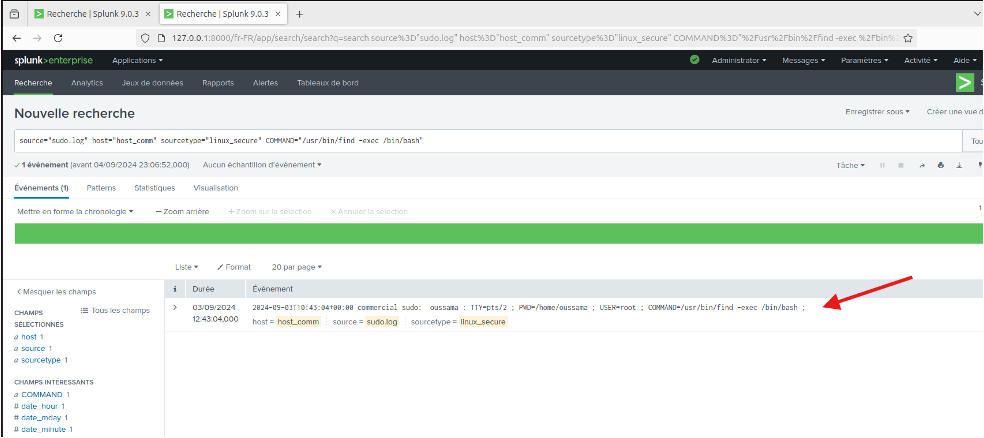 Recherche | Splunk 9.0.3 × Recherche | Splunk 9.0.3 × +
127.0.0.1:8000/fr-FR/app/search/search?q=search source%3D"sudo.log" host%3D"host_comm" sourcetype%3D"linux_secure" COMMAND%3D"%2Fusr%2Fbin%2Ffind -exec %2Fbin%2
splunk>enterprise Applications ▾ Administrator ▾ Messages ▾ Paramètres ▾ Activité ▾ Aide ▾
Recherche Analytics Jeux de données Rapports Alertes Tableaux de bord > S
Nouvelle recherche Enregistrer sous ▾ Créer une vue d
source="sudo.log" host="host_comm" sourcetype="linux_secure" COMMAND="/usr/bin/find -exec /bin/bash" Tou
✓ 1 événement (avant 04/09/2024 23:06:52,000) Aucun échantillon d'événement ▾ Tâche ▾
Événements (1) Patterns Statistiques Visualisation
Mettre en forme la chronologie ▾ — Zoom arrière + Zoom sur la sélection × Annuler la sélection 1
Liste ▾ Format 20 par page ▾
< Masquer les champs Tous les champs
i Durée Événement
CHAMPS SÉLECTIONNÉS
a host 1
a source 1
a sourcetype 1
CHAMPS INTÉRESSANTS
a COMMAND 1
# date_hour 1
# date_mday 1
# date_minute 1
> 03/09/2024 12:43:04,000
2024-09-03T10:43:04+00:00 commercial sudo: oussama : TTY=pts/2 ; PWD=/home/oussama ; USER=root ; COMMAND=/usr/bin/find -exec /bin/bash ;
host = host_comm source = sudo.log sourcetype = linux_secure